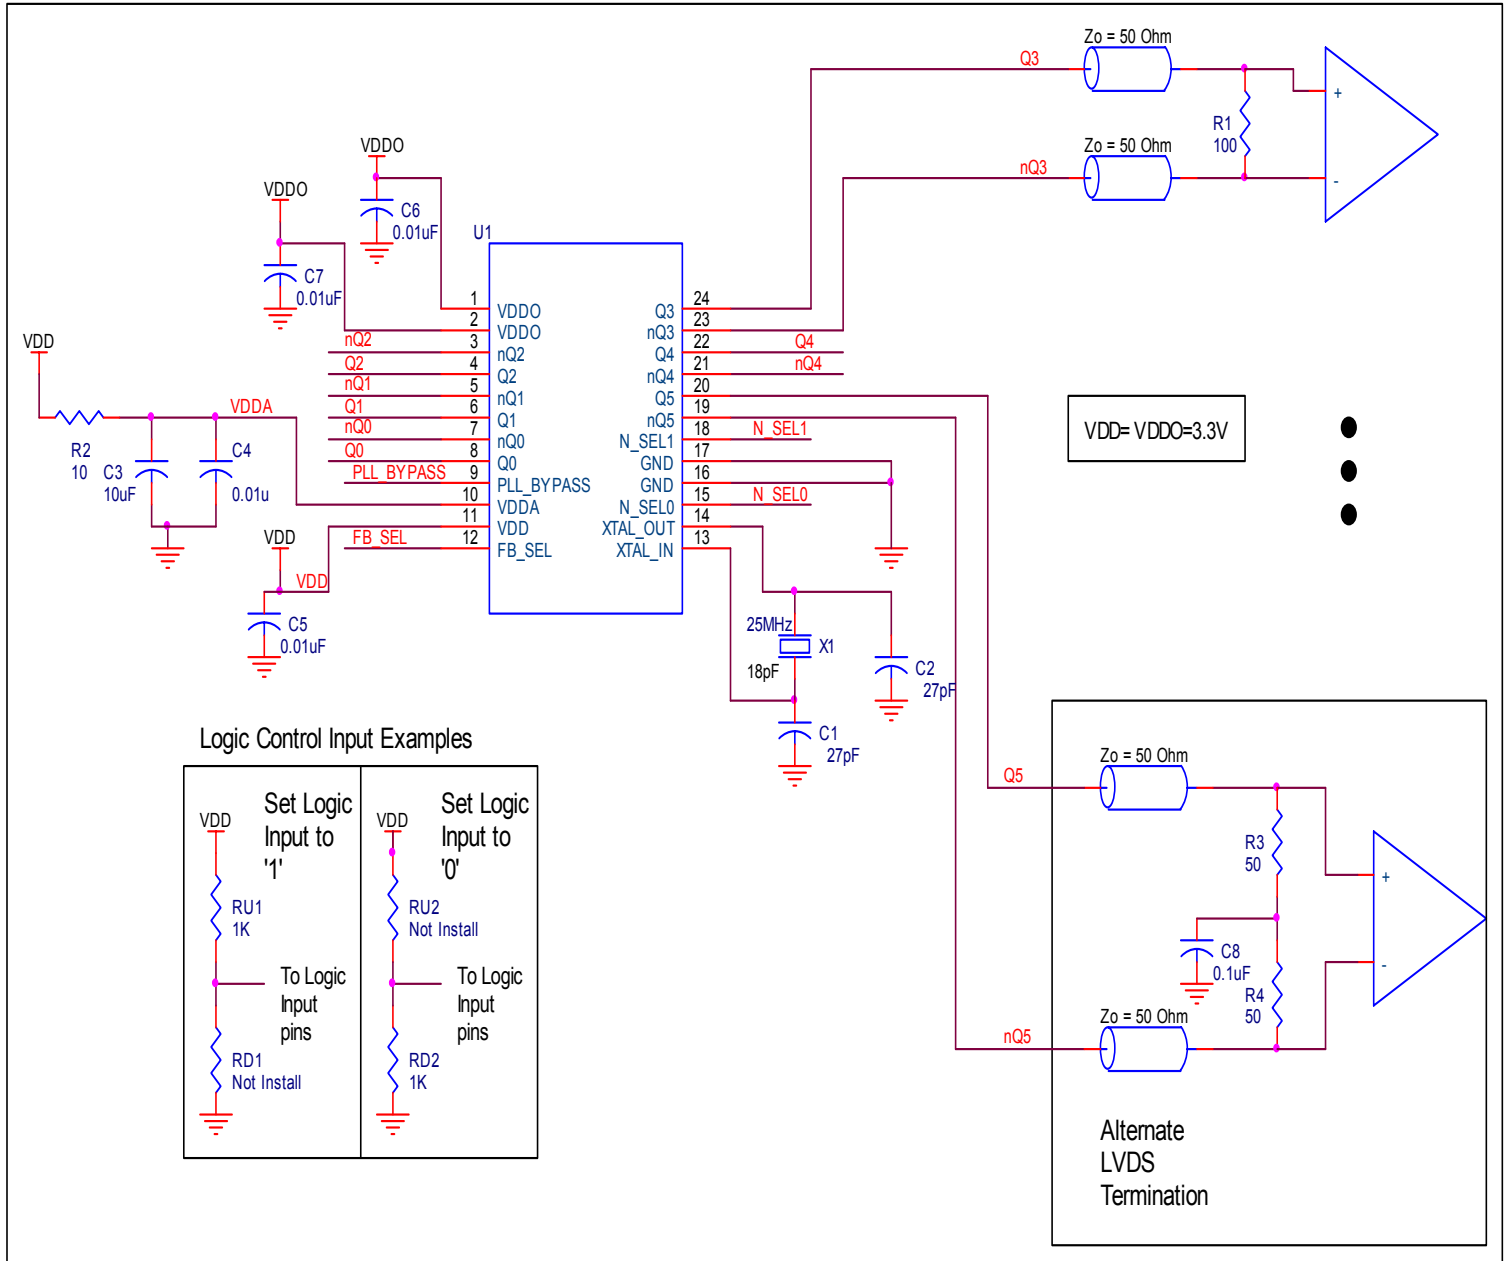 Zo = 50 Ohm
Q3
+
R1
100
Zo = 50 Ohm
nQ3
-
VDDO
C6
0.01uF
VDDO
C7
0.01uF
U1
1
VDDO
2
VDDO
nQ2
3
nQ2
Q2
4
Q2
nQ1
5
nQ1
Q1
6
Q1
nQ0
7
nQ0
Q0
8
Q0
PLL_BYPASS
9
PLL_BYPASS
10
VDDA
11
VDD
FB_SEL
12
FB_SEL
24
Q3
23
nQ3
22
Q4
Q4
21
nQ4
nQ4
20
Q5
19
nQ5
18
N_SEL1
N_SEL1
17
GND
16
GND
15
N_SEL0
N_SEL0
14
XTAL_OUT
13
XTAL_IN
VDD
VDDA
R2
10
C3
10uF
C4
0.01u
VDD
VDD
C5
0.01uF
VDD= VDDO=3.3V
25MHz
X1
18pF
C2
27pF
C1
27pF
Logic Control Input Examples
Set Logic
Input to
'1'
VDD
RU1
1K
To Logic
Input
pins
RD1
Not Install
Set Logic
Input to
'0'
VDD
RU2
Not Install
To Logic
Input
pins
RD2
1K
Zo = 50 Ohm
Q5
R3
50
+
C8
0.1uF
-
R4
50
Zo = 50 Ohm
nQ5
Alternate
LVDS
Termination